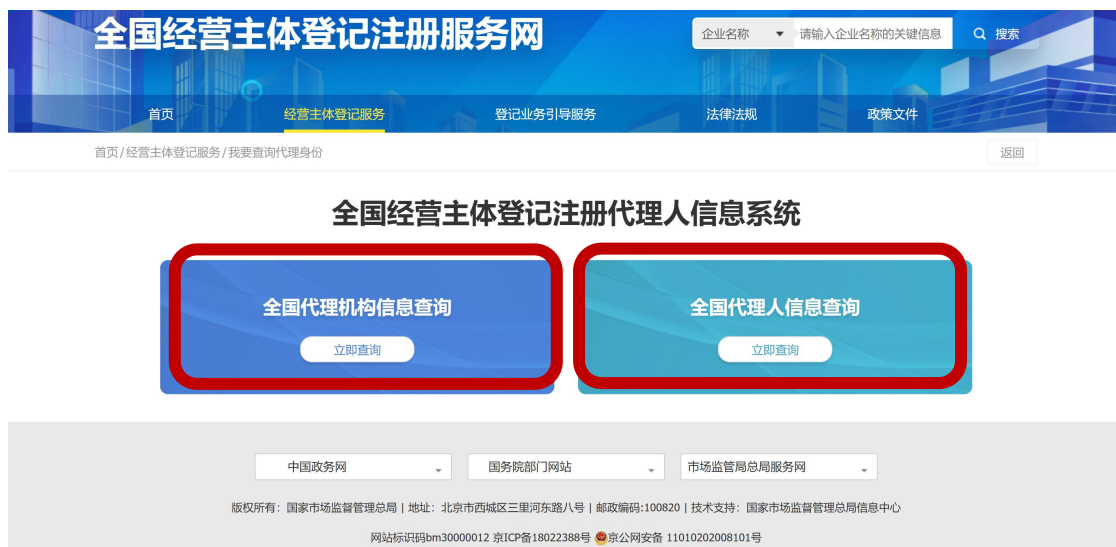 全国经营主体登记注册服务网
企业名称 请输入企业名称的关键信息 搜索
首页 经营主体登记服务 登记业务引导服务 法律法规 政策文件
首页/经营主体登记服务/我要查询代理身份 返回
全国经营主体登记注册代理人信息系统
全国代理机构信息查询 全国代理人信息查询
立即查询 立即查询
中国政务网 国务院部门网站 市场监管总局服务网
版权所有：国家市场监督管理总局 | 地址：北京市西城区三里河东路八号 | 邮政编码:100820 | 技术支持：国家市场监督管理总局信息中心
网站标识码bm30000012 京ICP备18022388号 京公网安备 11010202008101号